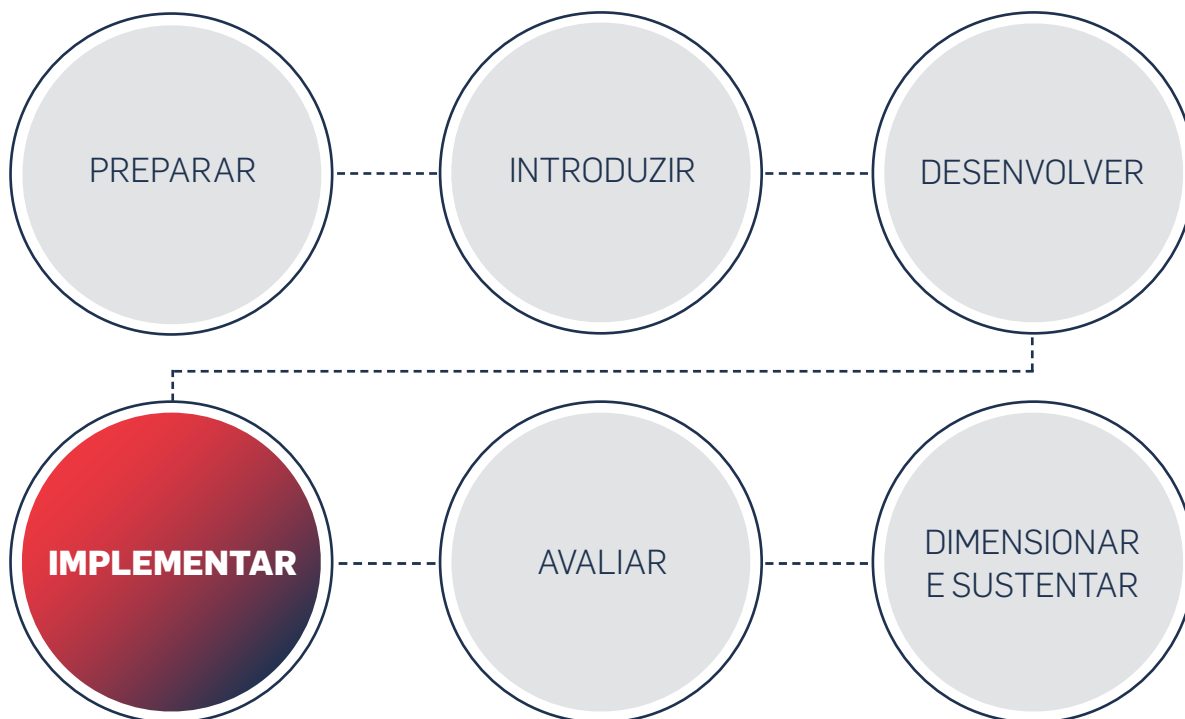 PREPARAR
INTRODUZIR
DESENVOLVER
IMPLEMENTAR
AVALIAR
DIMENSIONAR
E SUSTENTAR